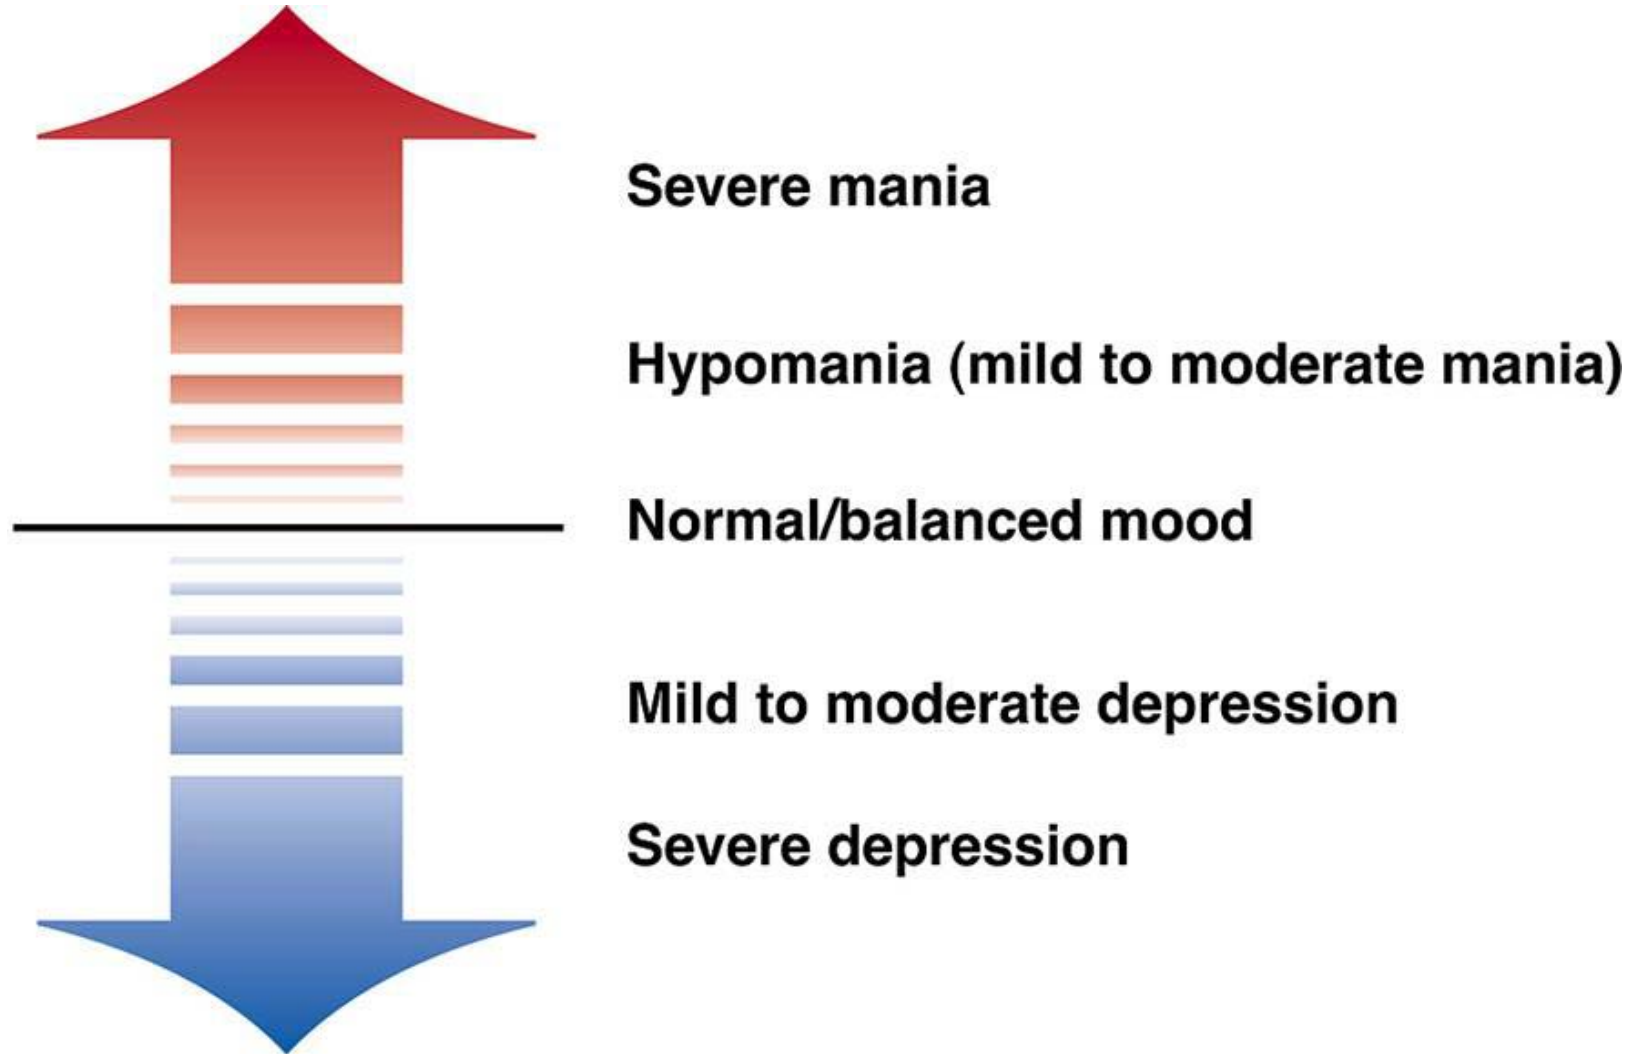 Severe mania
Hypomania (mild to moderate mania)
Normal/balanced mood
Mild to moderate depression
Severe depression